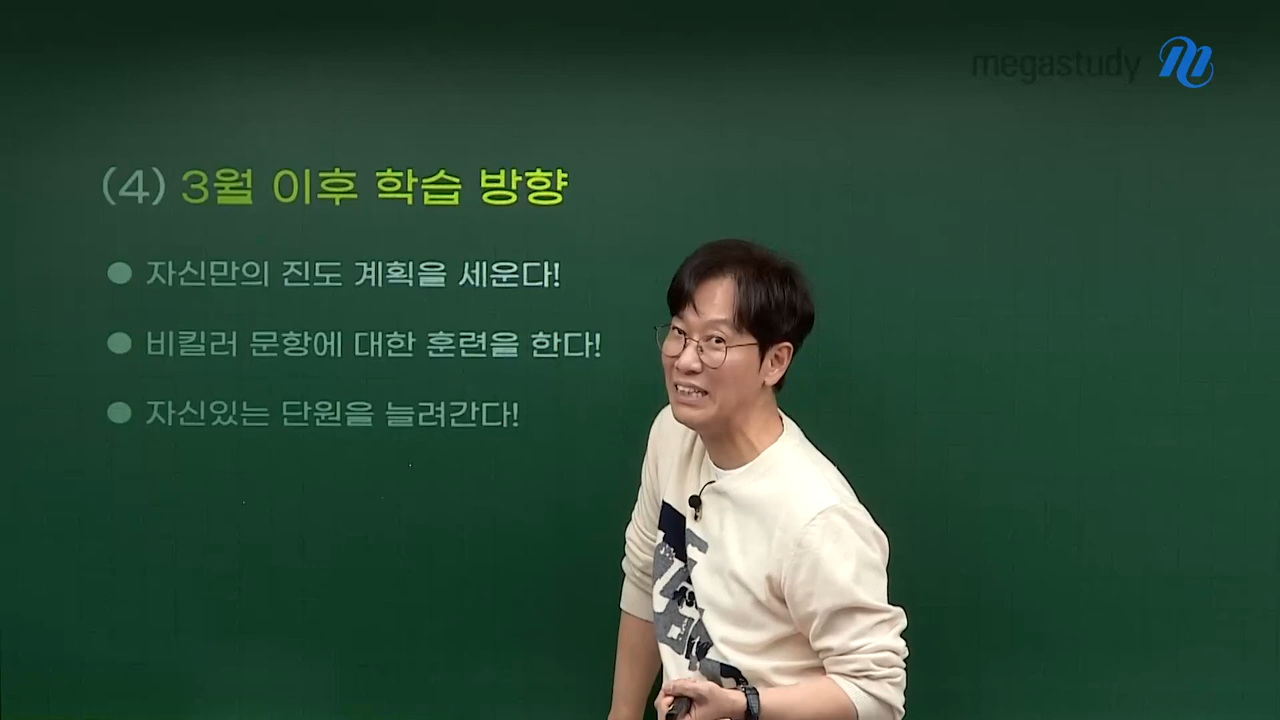 megastudy
(4) 3월 이후 학습 방향
● 자신만의 진도 계획을 세운다!
● 비킬러 문항에 대한 훈련을 한다!
● 자신있는 단원을 늘려간다!